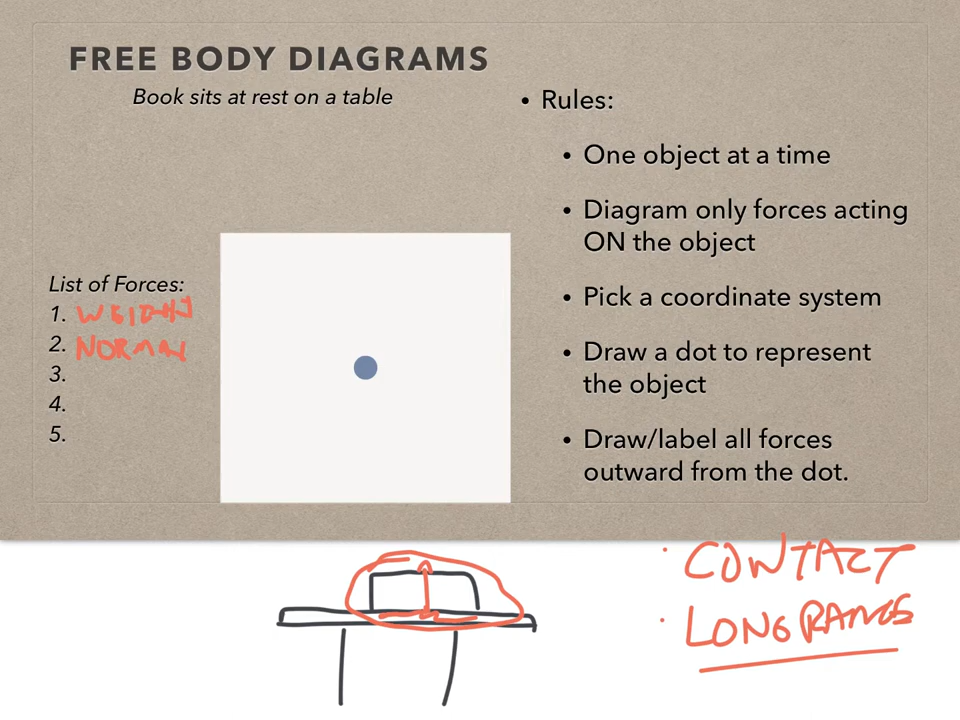 FREE BODY DIAGRAMS
Book sits at rest on a table
List of Forces:
1. WEIGHT
2. NORMAL
3.
4.
5.
• Rules:
• One object at a time
• Diagram only forces acting
ON the object
• Pick a coordinate system
• Draw a dot to represent
the object
• Draw/label all forces
outward from the dot.
· CONTACT
· LONG RANGE